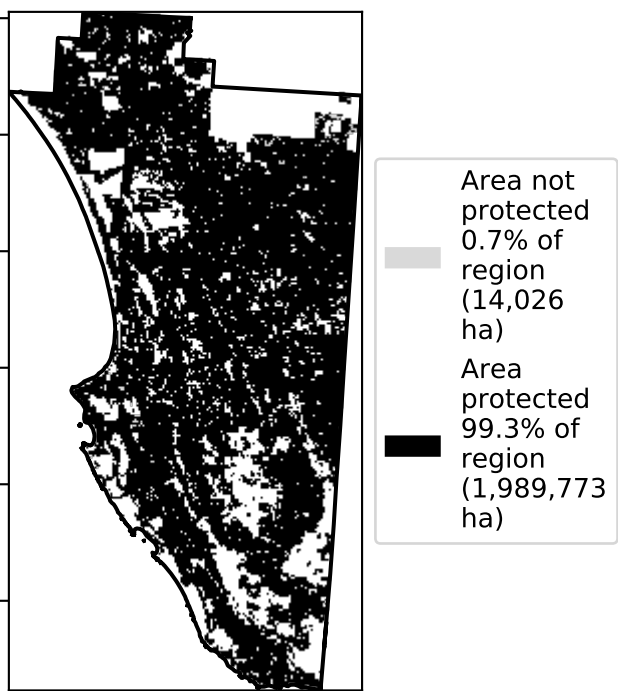 Area not
protected
0.7% of
region
(14,026
ha)
Area
protected
99.3% of
region
(1,989,773
ha)